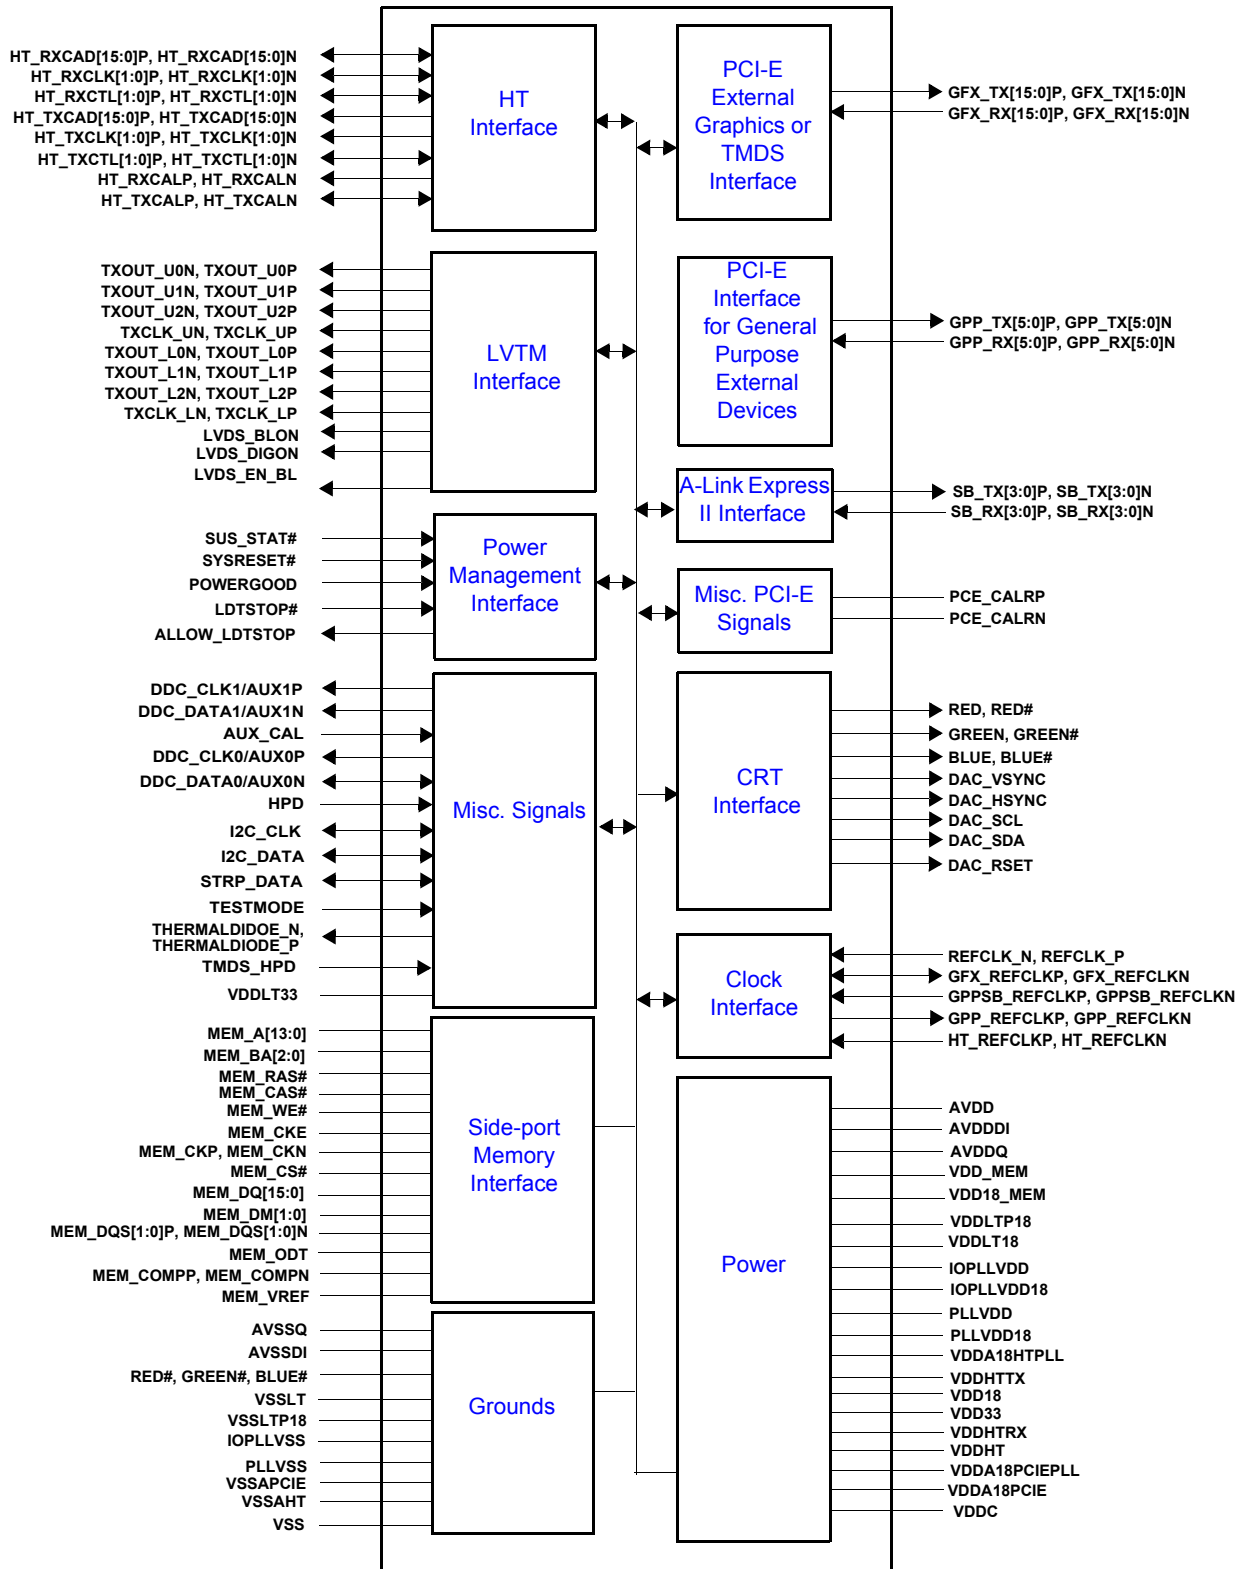 HT_RXCAD[15:0]P, HT_RXCAD[15:0]N
HT_RXCLK[1:0]P, HT_RXCLK[1:0]N
HT_RXCTL[1:0]P, HT_RXCTL[1:0]N
HT_TXCAD[15:0]P, HT_TXCAD[15:0]N
HT_TXCLK[1:0]P, HT_TXCLK[1:0]N
HT_TXCTL[1:0]P, HT_TXCTL[1:0]N
HT_RXCALP, HT_RXCALN
HT_TXCALP, HT_TXCALN
HT
Interface
PCI-E
External
Graphics or
TMDS
Interface
GFX_TX[15:0]P, GFX_TX[15:0]N
GFX_RX[15:0]P, GFX_RX[15:0]N
TXOUT_U0N, TXOUT_U0P
TXOUT_U1N, TXOUT_U1P
TXOUT_U2N, TXOUT_U2P
TXCLK_UN, TXCLK_UP
TXOUT_L0N, TXOUT_L0P
TXOUT_L1N, TXOUT_L1P
TXOUT_L2N, TXOUT_L2P
TXCLK_LN, TXCLK_LP
LVDS_BLON
LVDS_DIGON
LVDS_EN_BL
LVTM
Interface
PCI-E
Interface
for General
Purpose
External
Devices
GPP_TX[5:0]P, GPP_TX[5:0]N
GPP_RX[5:0]P, GPP_RX[5:0]N
A-Link Express
II Interface
SB_TX[3:0]P, SB_TX[3:0]N
SB_RX[3:0]P, SB_RX[3:0]N
SUS_STAT#
SYSRESET#
POWERGOOD
LDTSTOP#
ALLOW_LDTSTOP
Power
Management
Interface
Misc. PCI-E
Signals
PCE_CALRP
PCE_CALRN
DDC_CLK1/AUX1P
DDC_DATA1/AUX1N
AUX_CAL
DDC_CLK0/AUX0P
DDC_DATA0/AUX0N
HPD
I2C_CLK
I2C_DATA
STRP_DATA
TESTMODE
THERMALDIDOE_N,
THERMALDIODE_P
TMDS_HPD
VDDLT33
Misc. Signals
CRT
Interface
RED, RED#
GREEN, GREEN#
BLUE, BLUE#
DAC_VSYNC
DAC_HSYNC
DAC_SCL
DAC_SDA
DAC_RSET
Clock
Interface
REFCLK_N, REFCLK_P
GFX_REFCLKP, GFX_REFCLKN
GPPSB_REFCLKP, GPPSB_REFCLKN
GPP_REFCLKP, GPP_REFCLKN
HT_REFCLKP, HT_REFCLKN
MEM_A[13:0]
MEM_BA[2:0]
MEM_RAS#
MEM_CAS#
MEM_WE#
MEM_CKE
MEM_CKP, MEM_CKN
MEM_CS#
MEM_DQ[15:0]
MEM_DM[1:0]
MEM_DQS[1:0]P, MEM_DQS[1:0]N
MEM_ODT
MEM_COMPP, MEM_COMPN
MEM_VREF
Side-port
Memory
Interface
Power
AVDD
AVDDDI
AVDDQ
VDD_MEM
VDD18_MEM
VDDLTP18
VDDLT18
IOPLLVDD
IOPLLVDD18
PLLVDD
PLLVDD18
VDDA18HTPLL
VDDHTTX
VDD18
VDD33
VDDHTRX
VDDHT
VDDA18PCIEPLL
VDDA18PCIE
VDDC
AVSSQ
AVSSDI
RED#, GREEN#, BLUE#
VSSLT
VSSLTP18
IOPLLVSS
PLLVSS
VSSAPCIE
VSSAHT
VSS
Grounds